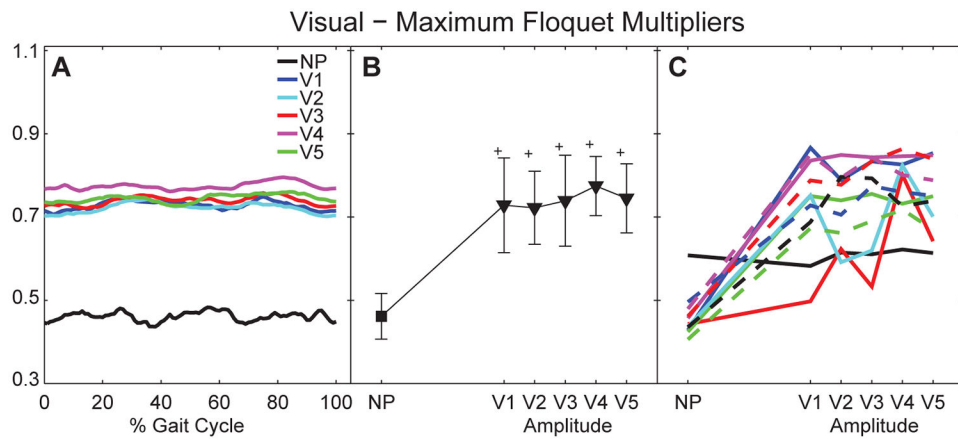 Visual − Maximum Floquet Multipliers
1.1
0.9
0.7
0.5
0.3
A
NP
V1
V2
V3
V4
V5
0 20 40 60 80 100
% Gait Cycle
B
+ + + + +
NP V1 V2 V3 V4 V5
Amplitude
C
NP V1 V2 V3 V4 V5
Amplitude